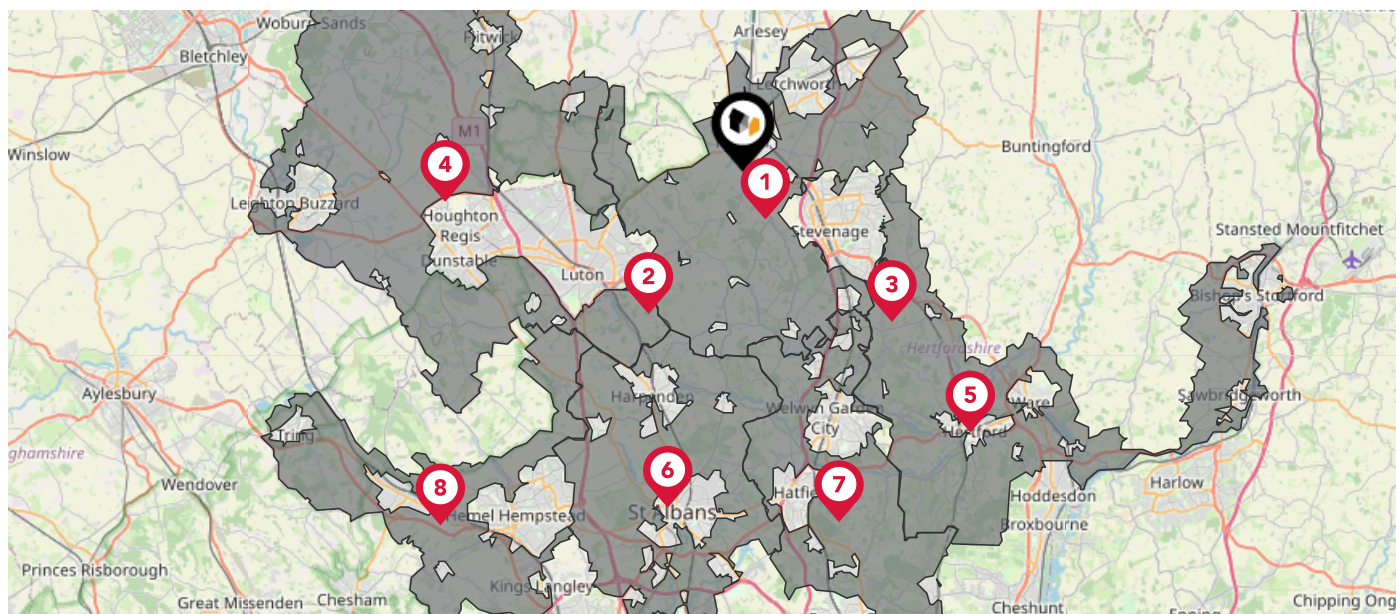 Woburn Sands
Flitwick
Arlesey
Bletchley
Letchworth
M1
Winslow
Buntingford
4
1
Leighton Buzzard
Houghton
Regis
Stevenage
Stansted Mountfitchet
Dunstable
Luton
2
3
Bishop's Stortford
Hertfordshire
Aylesbury
Harpenden
5
Ware
Sawbridgeworth
Welwyn Garden
City
Tring
Hertford
ghamshire
Wendover
8
6
7
Hatfi
Harlow
Hemel Hempstead
St Albans
Hoddesdon
Broxbourne
Princes Risborough
Kings Langley
Great Missenden
Chesham
Cheshunt
Epping
Chipping Ong